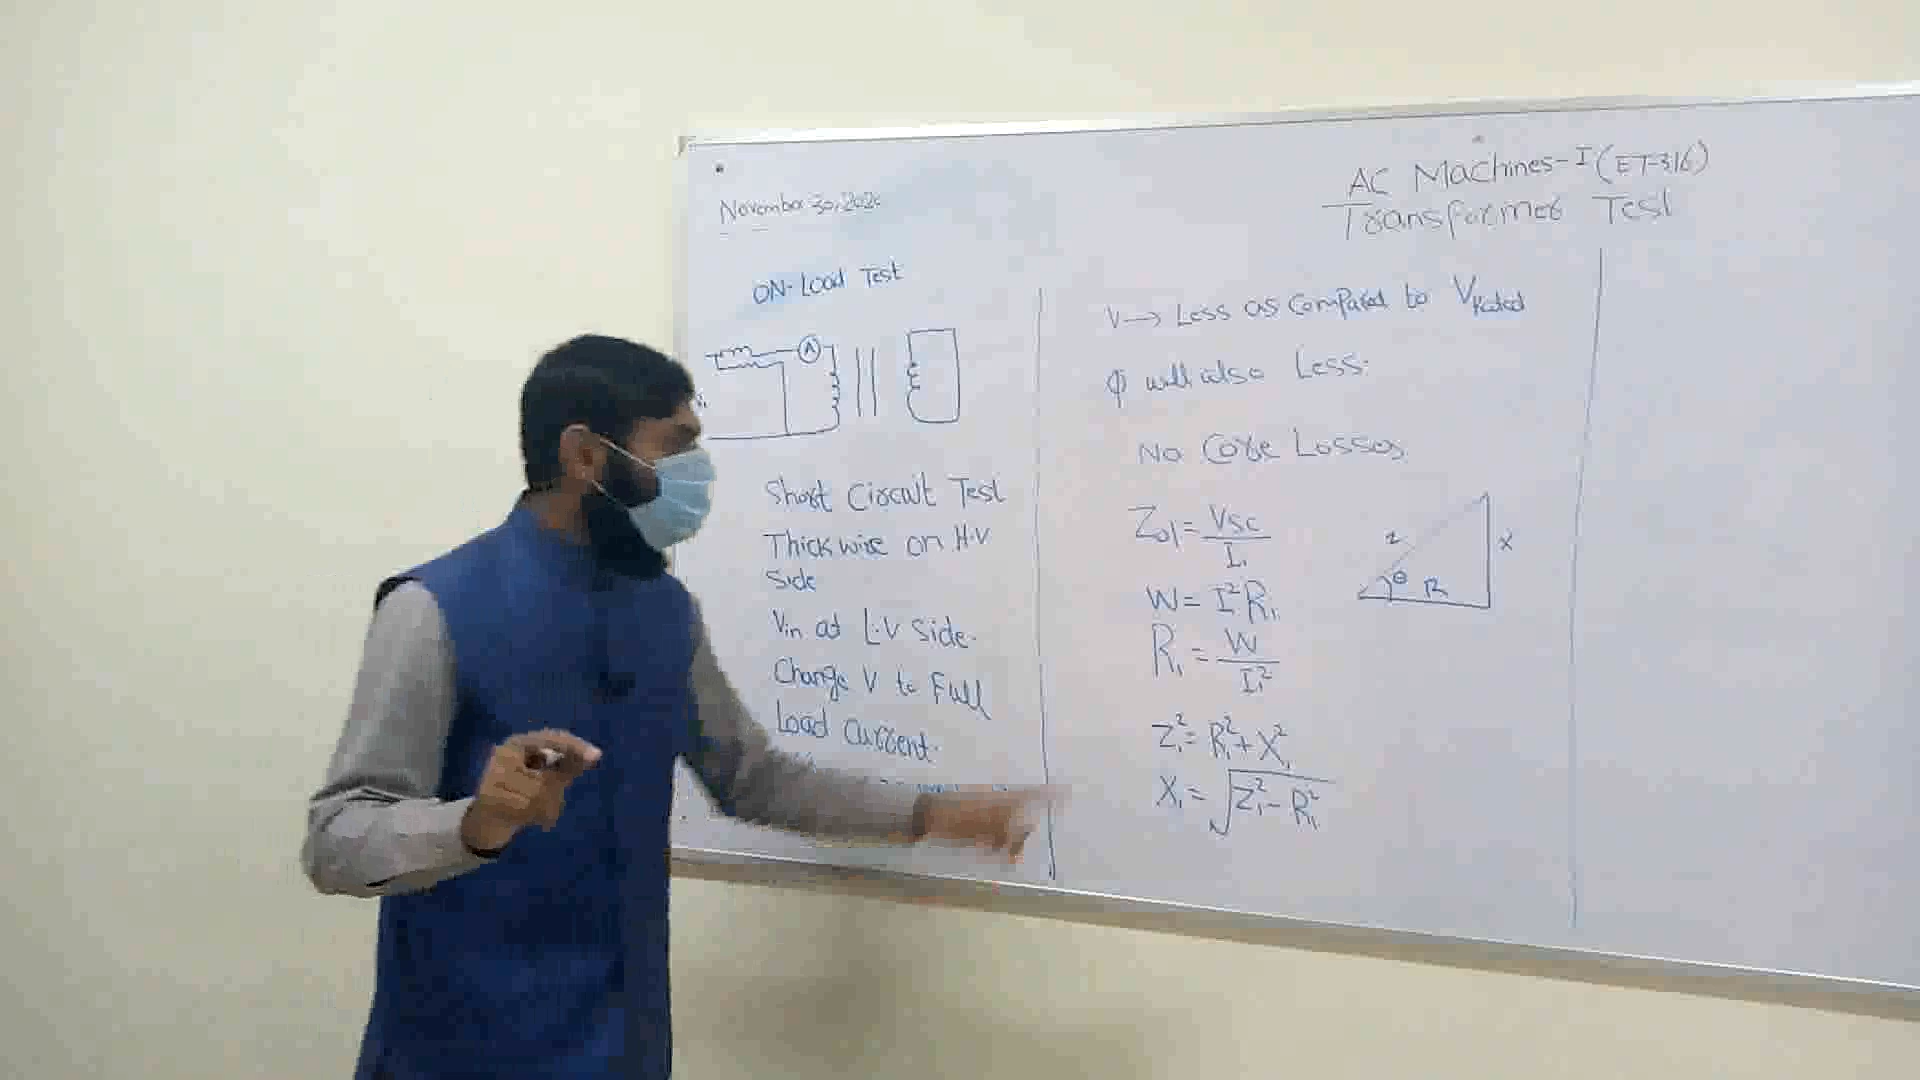 November 30, 2020
AC Machines-I (ET-316)
Transformer Test
ON-Load Test
A
Short Circuit Test
Thick wire on H.V
Side
Vin at L.V Side.
Change V to Full
Load Current.
V → Less as Compared to V Rated
Φ will also Less.
No Core Losses
Z01 = VSC / I1
W = I²R1
R1 = W / I1²
Z1² = R1² + X1²
X1 = √Z1² - R1²
Z
X
θ
R